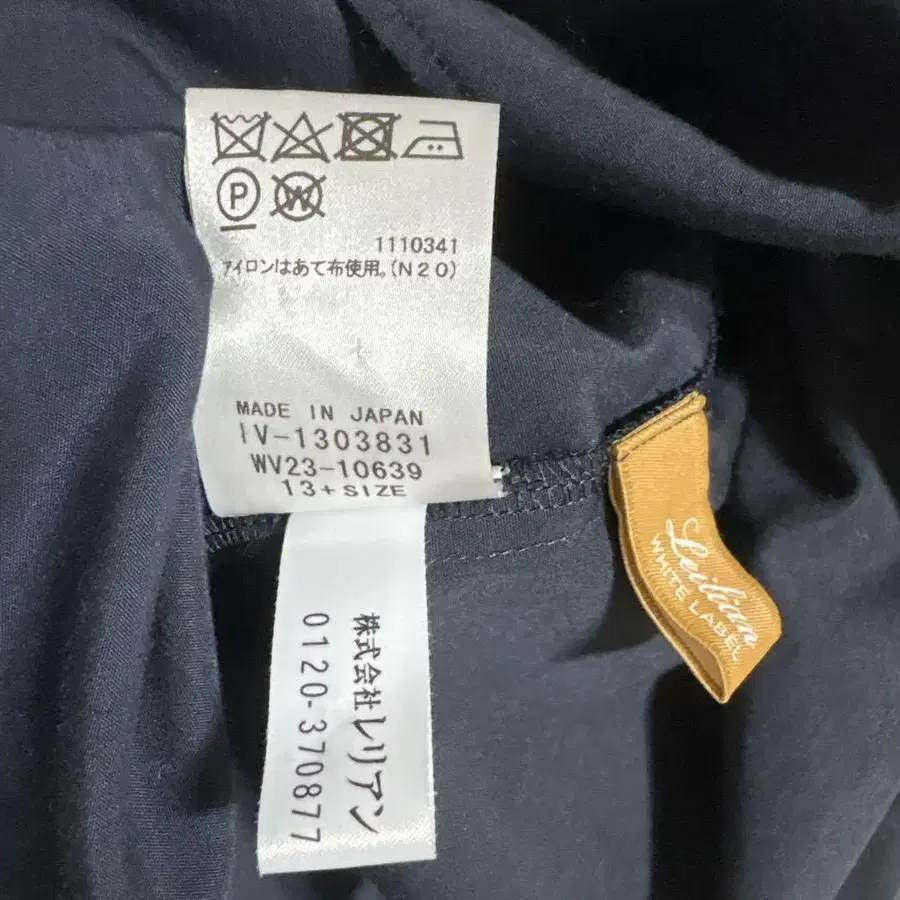 P
W
1110341
アイロンはあて布使用。(N20)
MADE IN JAPAN
IV-1303831
WV23-10639
13+SIZE
株式会社レリアン
0120-370877
Leilian
WHITE LABEL